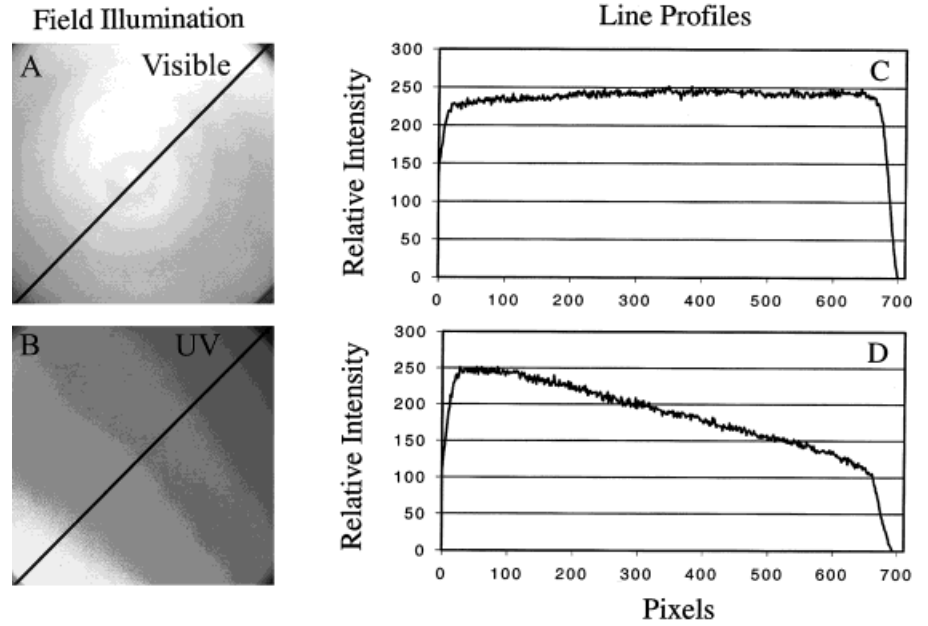 Field Illumination
Line Profiles
A Visible
B UV
C
Relative Intensity
300
250
200
150
100
50
0
0 100 200 300 400 500 600 700
D
Relative Intensity
300
250
200
150
100
50
0
0 100 200 300 400 500 600 700
Pixels